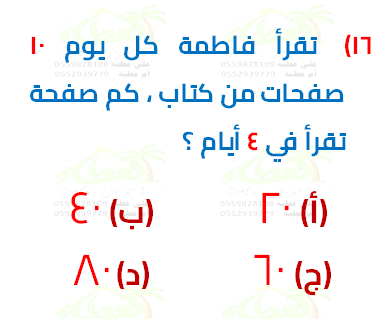 ١٦) تقرأ فاطمة كل يوم ١٠
صفحات من كتاب ، كم صفحة
تقرأ في ٤ أيام ؟
(أ) ٢٠ (ب) ٤٠
(ج) ٦٠ (د) ٨٠